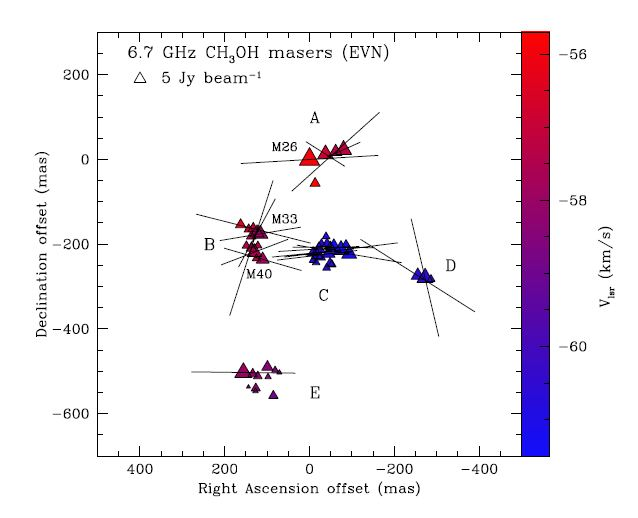 6.7 GHz CH₃OH masers (EVN)
5 Jy beam⁻¹
A
M26
M33
B
M40
C
D
E
200
0
−200
−400
−600
Declination offset (mas)
400
200
0
−200
−400
Right Ascension offset (mas)
−56
−58
−60
V_lsr (km/s)